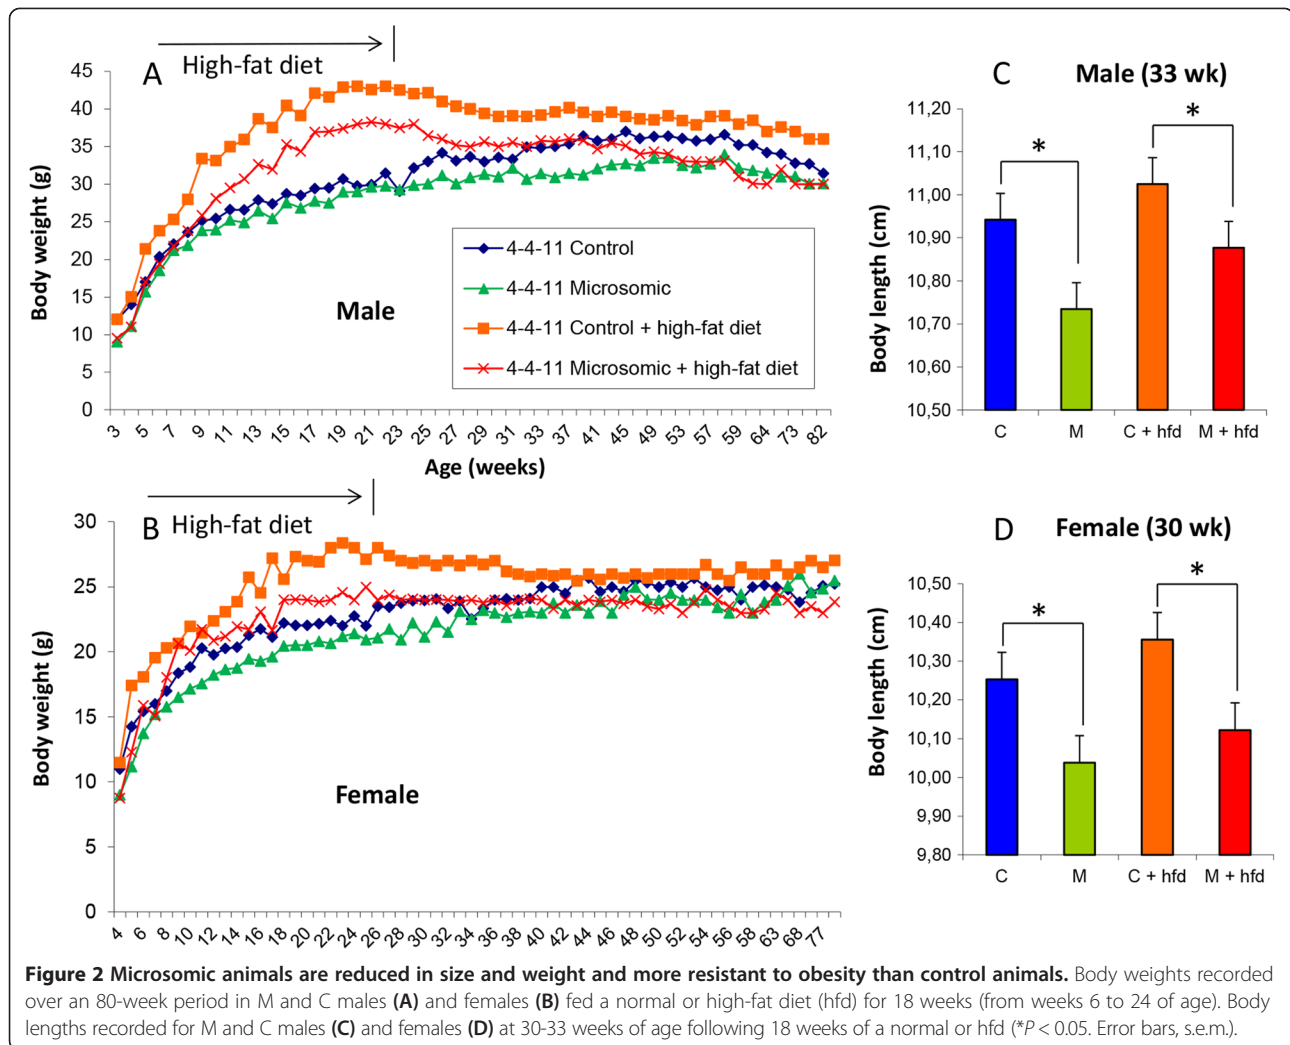 High-fat diet
A
Body weight (g)
45
40
35
30
25
20
15
10
5
0
4-4-11 Control
4-4-11 Microsomic
4-4-11 Control + high-fat diet
4-4-11 Microsomic + high-fat diet
Male
3 5 7 9 11 13 15 17 19 21 23 25 27 29 31 33 37 41 45 49 53 57 59 64 73 82
Age (weeks)
C Male (33 wk)
Body length (cm)
11,20
11,10
11,00
10,90
10,80
10,70
10,60
10,50
*
*
C M C + hfd M + hfd
High-fat diet
B
Body weight (g)
30
25
20
15
10
5
0
Female
4 6 8 10 12 14 16 18 20 22 24 26 28 30 32 34 36 38 40 42 44 46 48 50 52 54 56 58 63 68 77
D Female (30 wk)
Body length (cm)
10,50
10,40
10,30
10,20
10,10
10,00
9,90
9,80
*
*
C M C + hfd M + hfd
Figure 2 Microsomic animals are reduced in size and weight and more resistant to obesity than control animals. Body weights recorded
over an 80-week period in M and C males (A) and females (B) fed a normal or high-fat diet (hfd) for 18 weeks (from weeks 6 to 24 of age). Body
lengths recorded for M and C males (C) and females (D) at 30-33 weeks of age following 18 weeks of a normal or hfd (*P < 0.05. Error bars, s.e.m.).